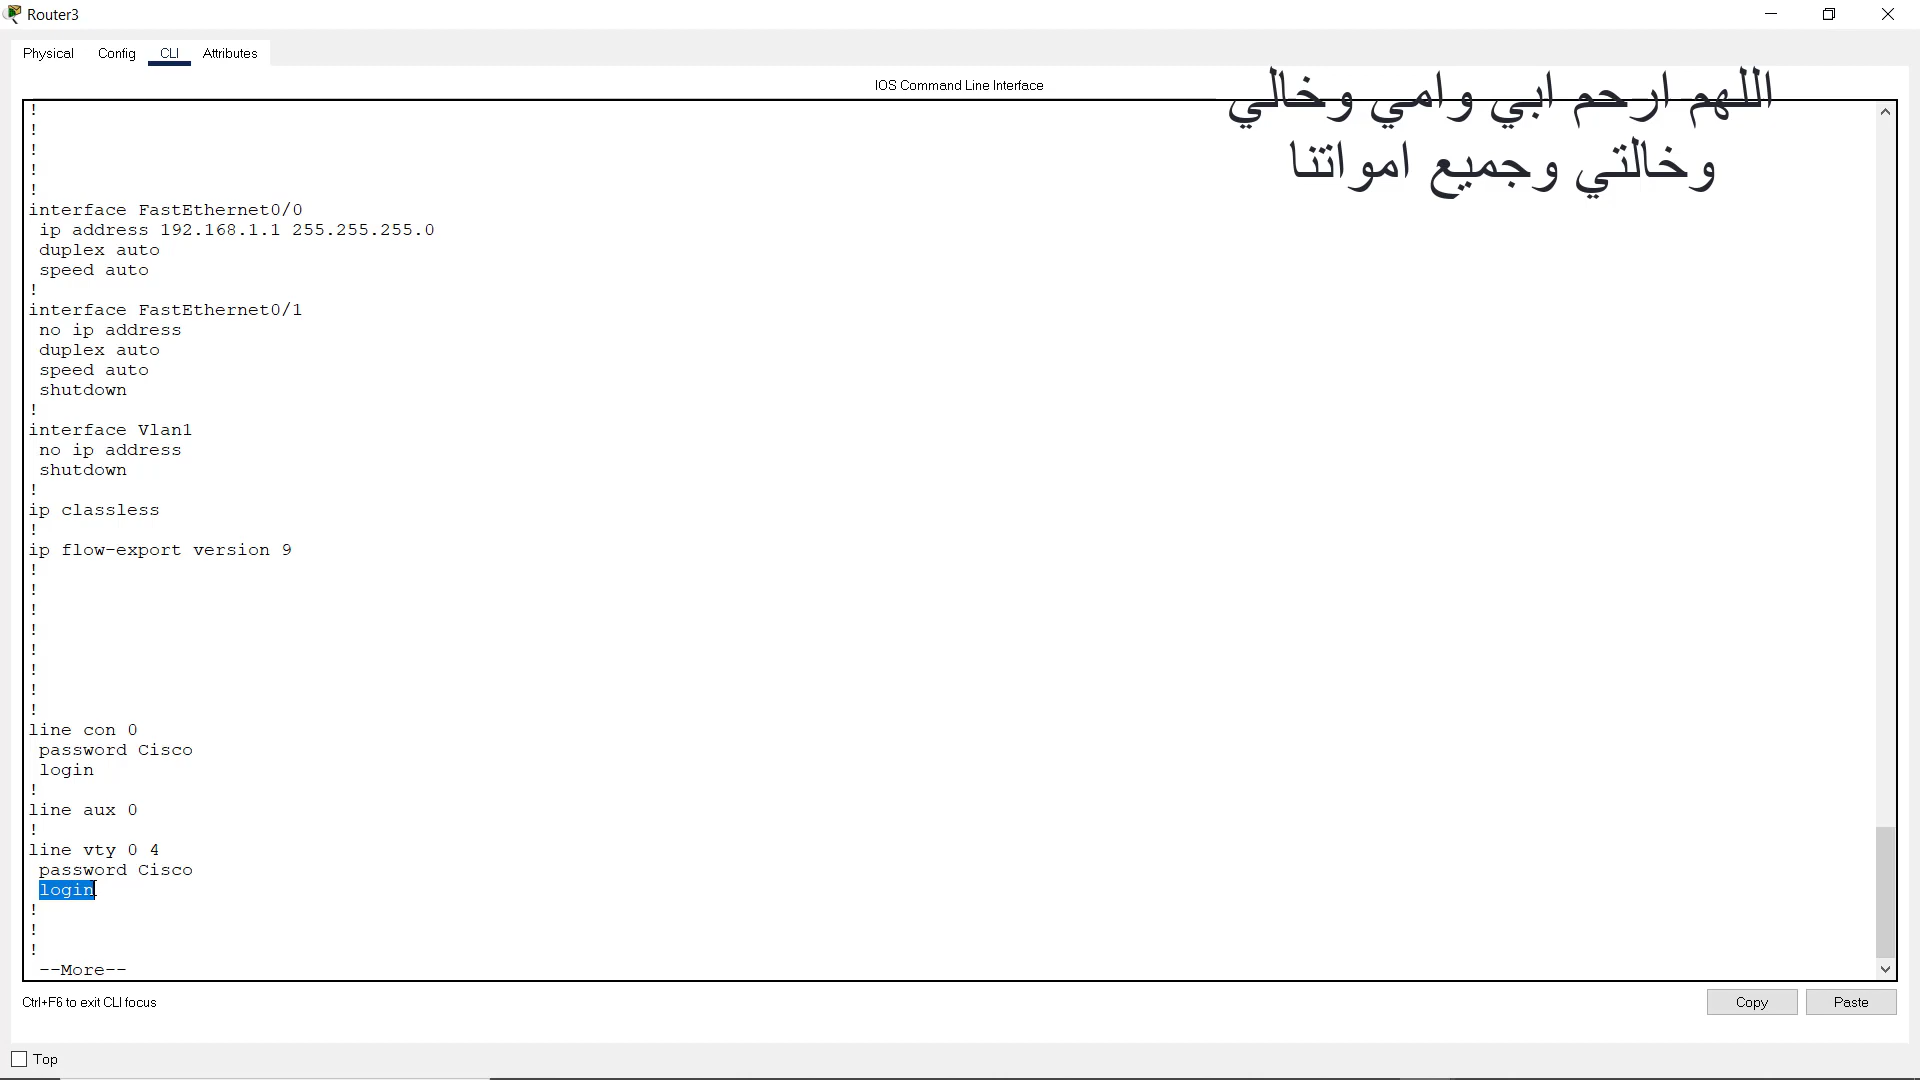 Router3
Physical Config CLI Attributes
IOS Command Line Interface
اللهم ارحم ابي وامي وخالي
وخالتي وجميع امواتنا
!
!
!
!
!
interface FastEthernet0/0
ip address 192.168.1.1 255.255.255.0
duplex auto
speed auto
!
interface FastEthernet0/1
no ip address
duplex auto
speed auto
shutdown
!
interface Vlan1
no ip address
shutdown
!
ip classless
!
ip flow-export version 9
!
!
!
!
!
!
!
!
line con 0
password Cisco
login
!
line aux 0
!
line vty 0 4
password Cisco
login
!
!
!
--More--
Ctrl+F6 to exit CLI focus
Copy Paste
Top